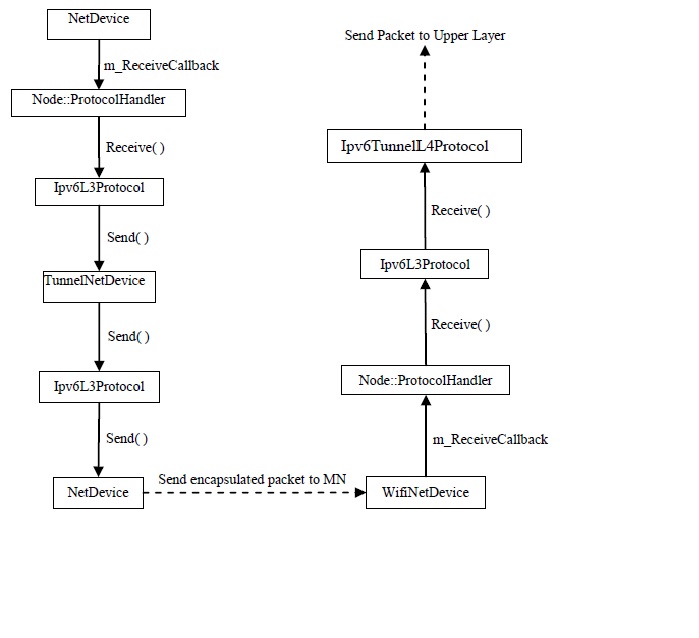 NetDevice
m_ReceiveCallback
Node::ProtocolHandler
Receive( )
Ipv6L3Protocol
Send( )
TunnelNetDevice
Send( )
Ipv6L3Protocol
Send( )
NetDevice
Send encapsulated packet to MN
Send Packet to Upper Layer
Ipv6TunnelL4Protocol
Receive( )
Ipv6L3Protocol
Receive( )
Node::ProtocolHandler
m_ReceiveCallback
WifiNetDevice